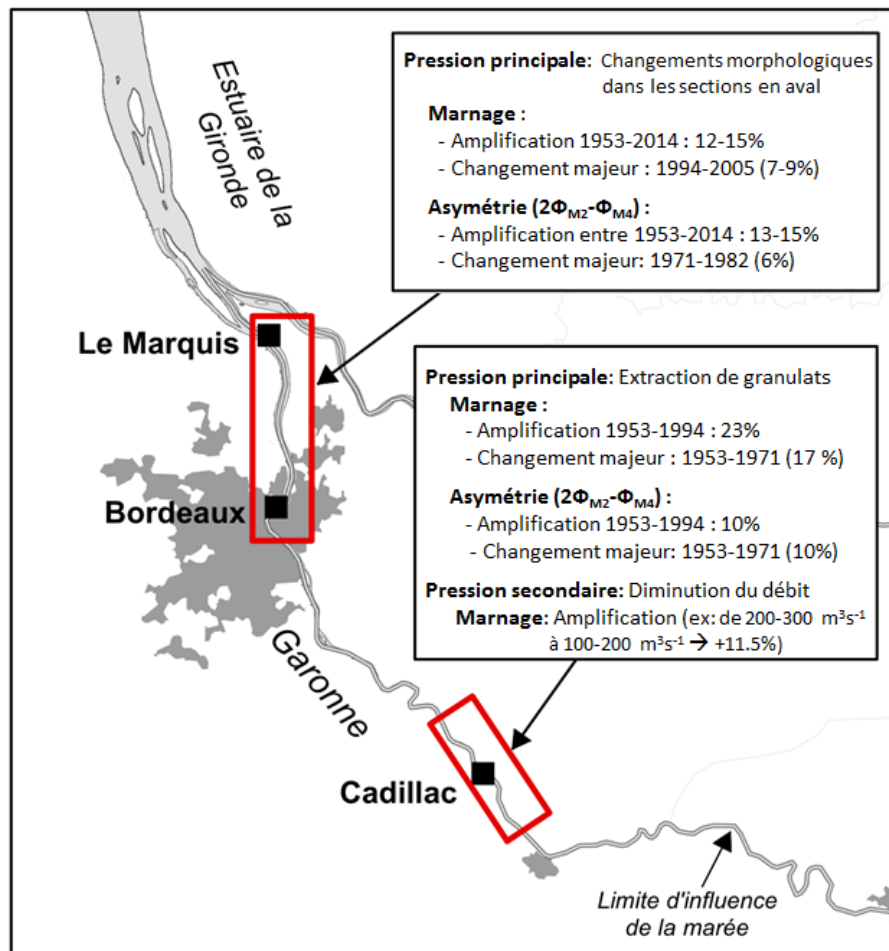 Estuaire de la
Gironde
Pression principale: Changements morphologiques
dans les sections en aval
Marnage :
- Amplification 1953-2014 : 12-15%
- Changement majeur : 1994-2005 (7-9%)
Asymétrie (2ΦM2-ΦM4) :
- Amplification entre 1953-2014 : 13-15%
- Changement majeur: 1971-1982 (6%)
Le Marquis
Bordeaux
Pression principale: Extraction de granulats
Marnage :
- Amplification 1953-1994 : 23%
- Changement majeur : 1953-1971 (17 %)
Asymétrie (2ΦM2-ΦM4) :
- Amplification 1953-1994 : 10%
- Changement majeur: 1953-1971 (10%)
Pression secondaire: Diminution du débit
Marnage: Amplification (ex: de 200-300 m³s⁻¹
à 100-200 m³s⁻¹ → +11.5%)
Garonne
Cadillac
Limite d'influence
de la marée